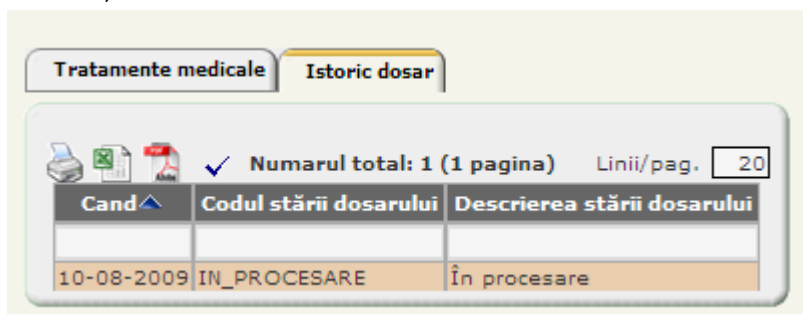 Tratamente medicale Istoric dosar
Numarul total: 1 (1 pagina) Linii/pag. 20
Cand Codul stării dosarului Descrierea stării dosarului
10-08-2009 IN_PROCESARE În procesare